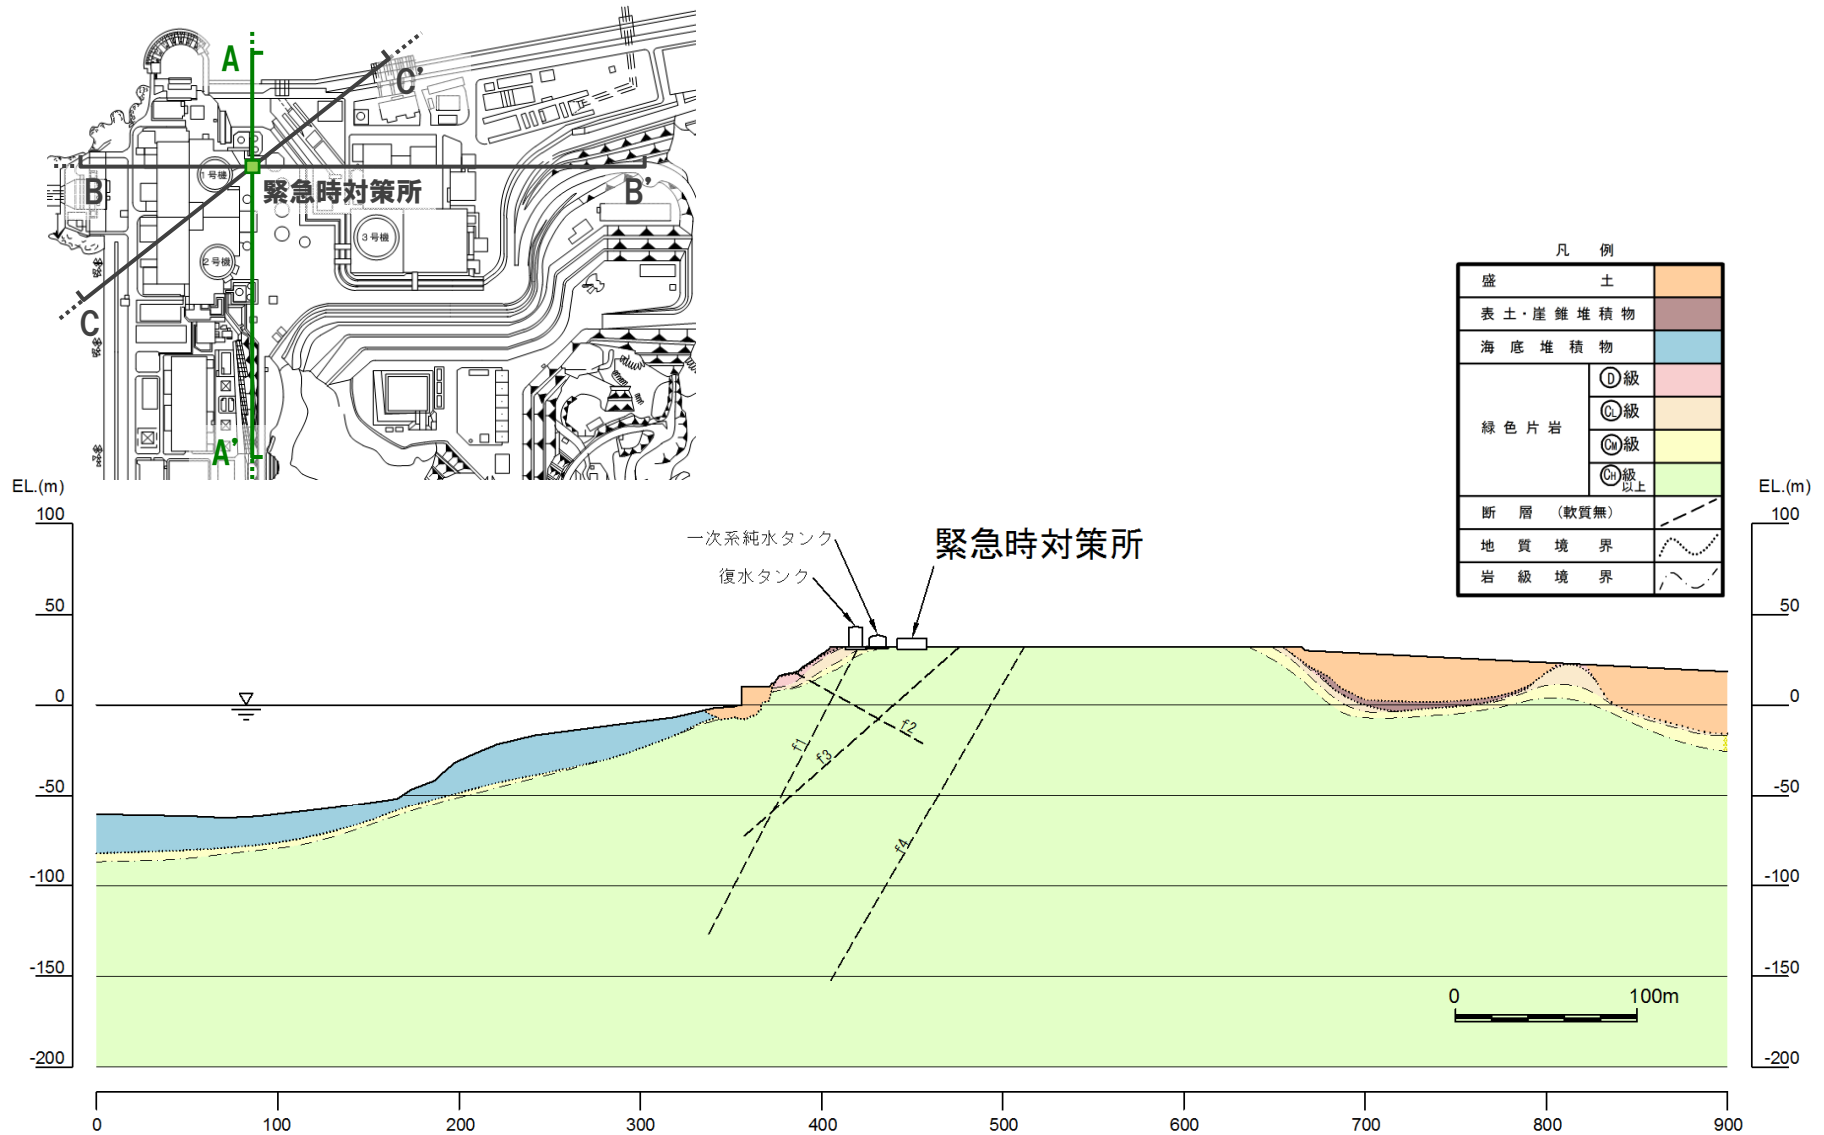 A
C'
1号機
B
緊急時対策所
B'
3号機
2号機
C
A'
凡 例
盛 土
表土・崖錐堆積物
海底堆積物
緑色片岩
D級
CL級
CM級
CH級
以上
断層(軟質無)
地質境界
岩級境界
EL.(m)
100
50
0
-50
-100
-150
-200
一次系純水タンク
復水タンク
緊急時対策所
f1
f2
f3
f4
EL.(m)
100
50
0
-50
-100
-150
-200
0 100m
0 100 200 300 400 500 600 700 800 900